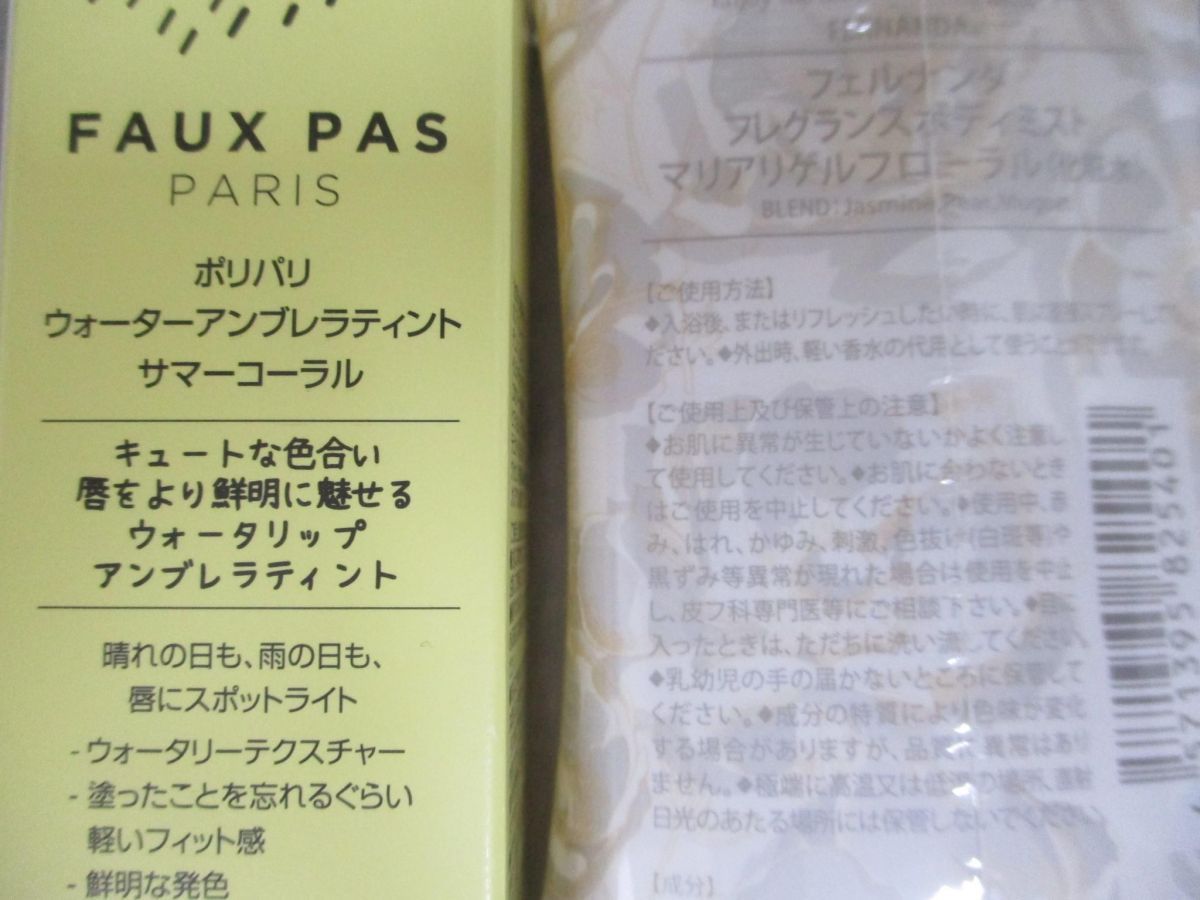 FAUX PAS
PARIS
ポリパリ
ウォーターアンブレラティント
サマーコーラル
キュートな色合い
唇をより鮮明に魅せる
ウォータリップ
アンブレラティント
晴れの日も、雨の日も、
唇にスポットライト
- ウォータリーテクスチャー
- 塗ったことを忘れるぐらい
軽いフィット感
- 鮮明な発色
Enjoy
FERNANDA
フェルナンダ
フレグランスボディミスト
マリアリゲルフローラル(化粧水)
BLEND: Jasmine,Pear,Muguet
【ご使用方法】
◆入浴後、またはリフレッシュしたい時に、
ださい。◆外出時、軽い香水の代用として使うこと
【ご使用上及び保管上の注意】
◆お肌に異常が生じていないかよく注意し
て使用してください。◆お肌に合わないとき
はご使用を中止してください。◆使用中、赤
み、はれ、かゆみ、刺激、色抜け(白斑等)や
黒ずみ等異常が現れた場合は使用を中止
し、皮フ科専門医等にご相談下さい。◆目に
入ったときは、ただちに洗い流してください。
◆乳幼児の手の届かないところに保管して
ください。◆成分の特質により色味が変化
する場合がありますが、品質に異常はあり
ません。◆極端に高温又は低温の場所、直射
日光のあたる場所には保管しないでください
【成分】
571395 825401